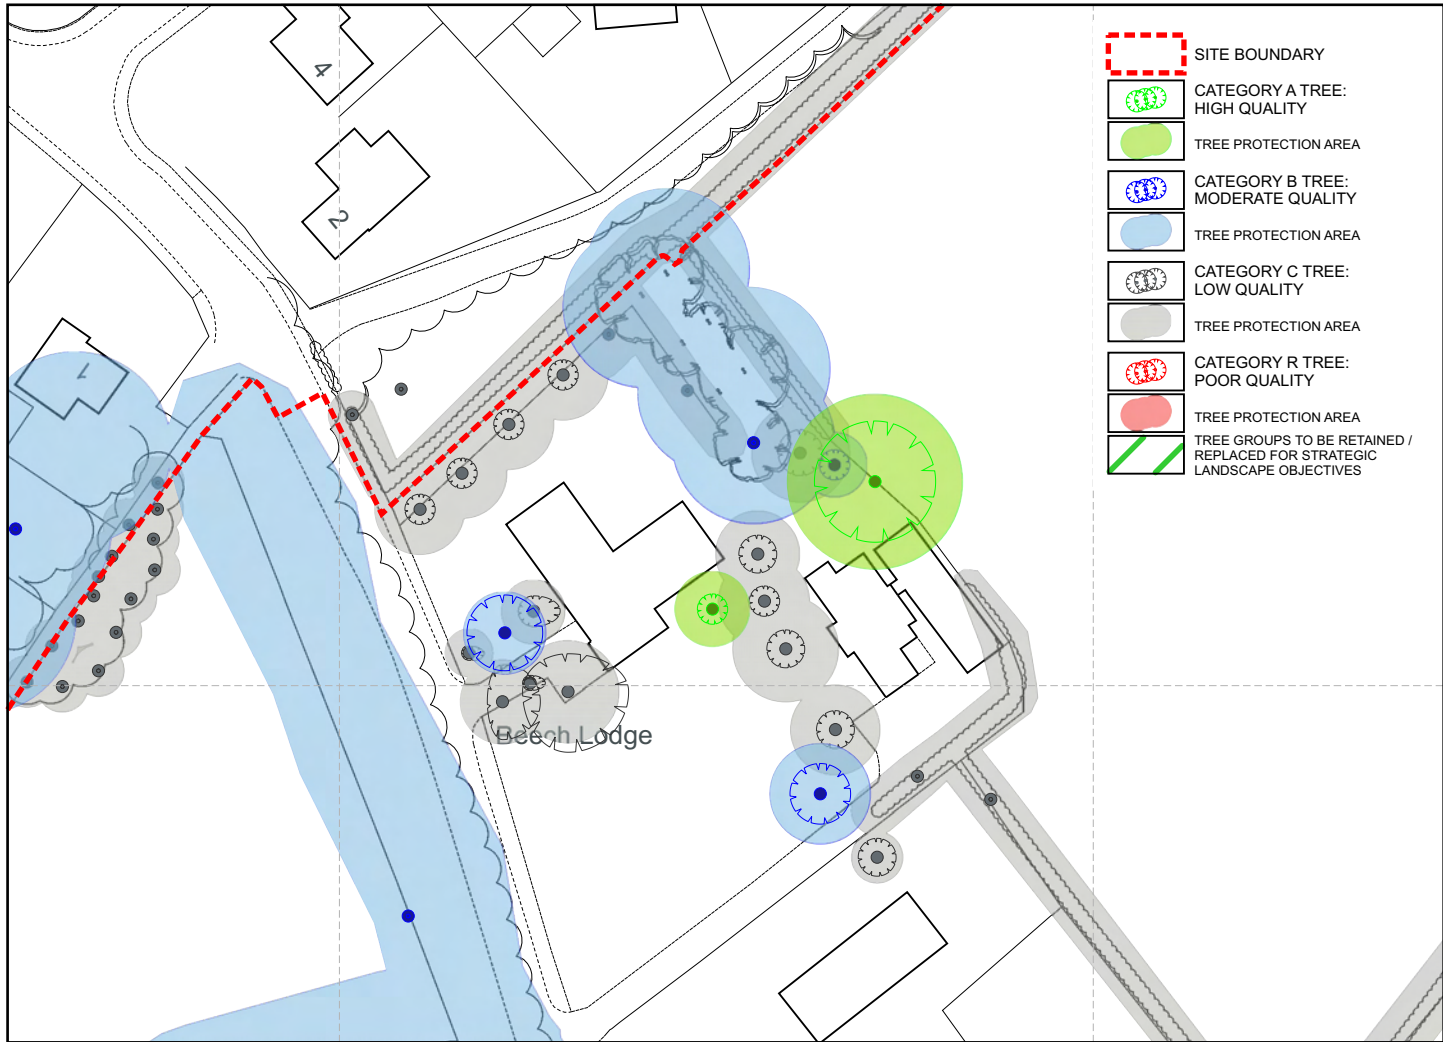 4
2
1
Beech Lodge
SITE BOUNDARY
CATEGORY A TREE:
HIGH QUALITY
TREE PROTECTION AREA
CATEGORY B TREE:
MODERATE QUALITY
TREE PROTECTION AREA
CATEGORY C TREE:
LOW QUALITY
TREE PROTECTION AREA
CATEGORY R TREE:
POOR QUALITY
TREE PROTECTION AREA
TREE GROUPS TO BE RETAINED /
REPLACED FOR STRATEGIC
LANDSCAPE OBJECTIVES